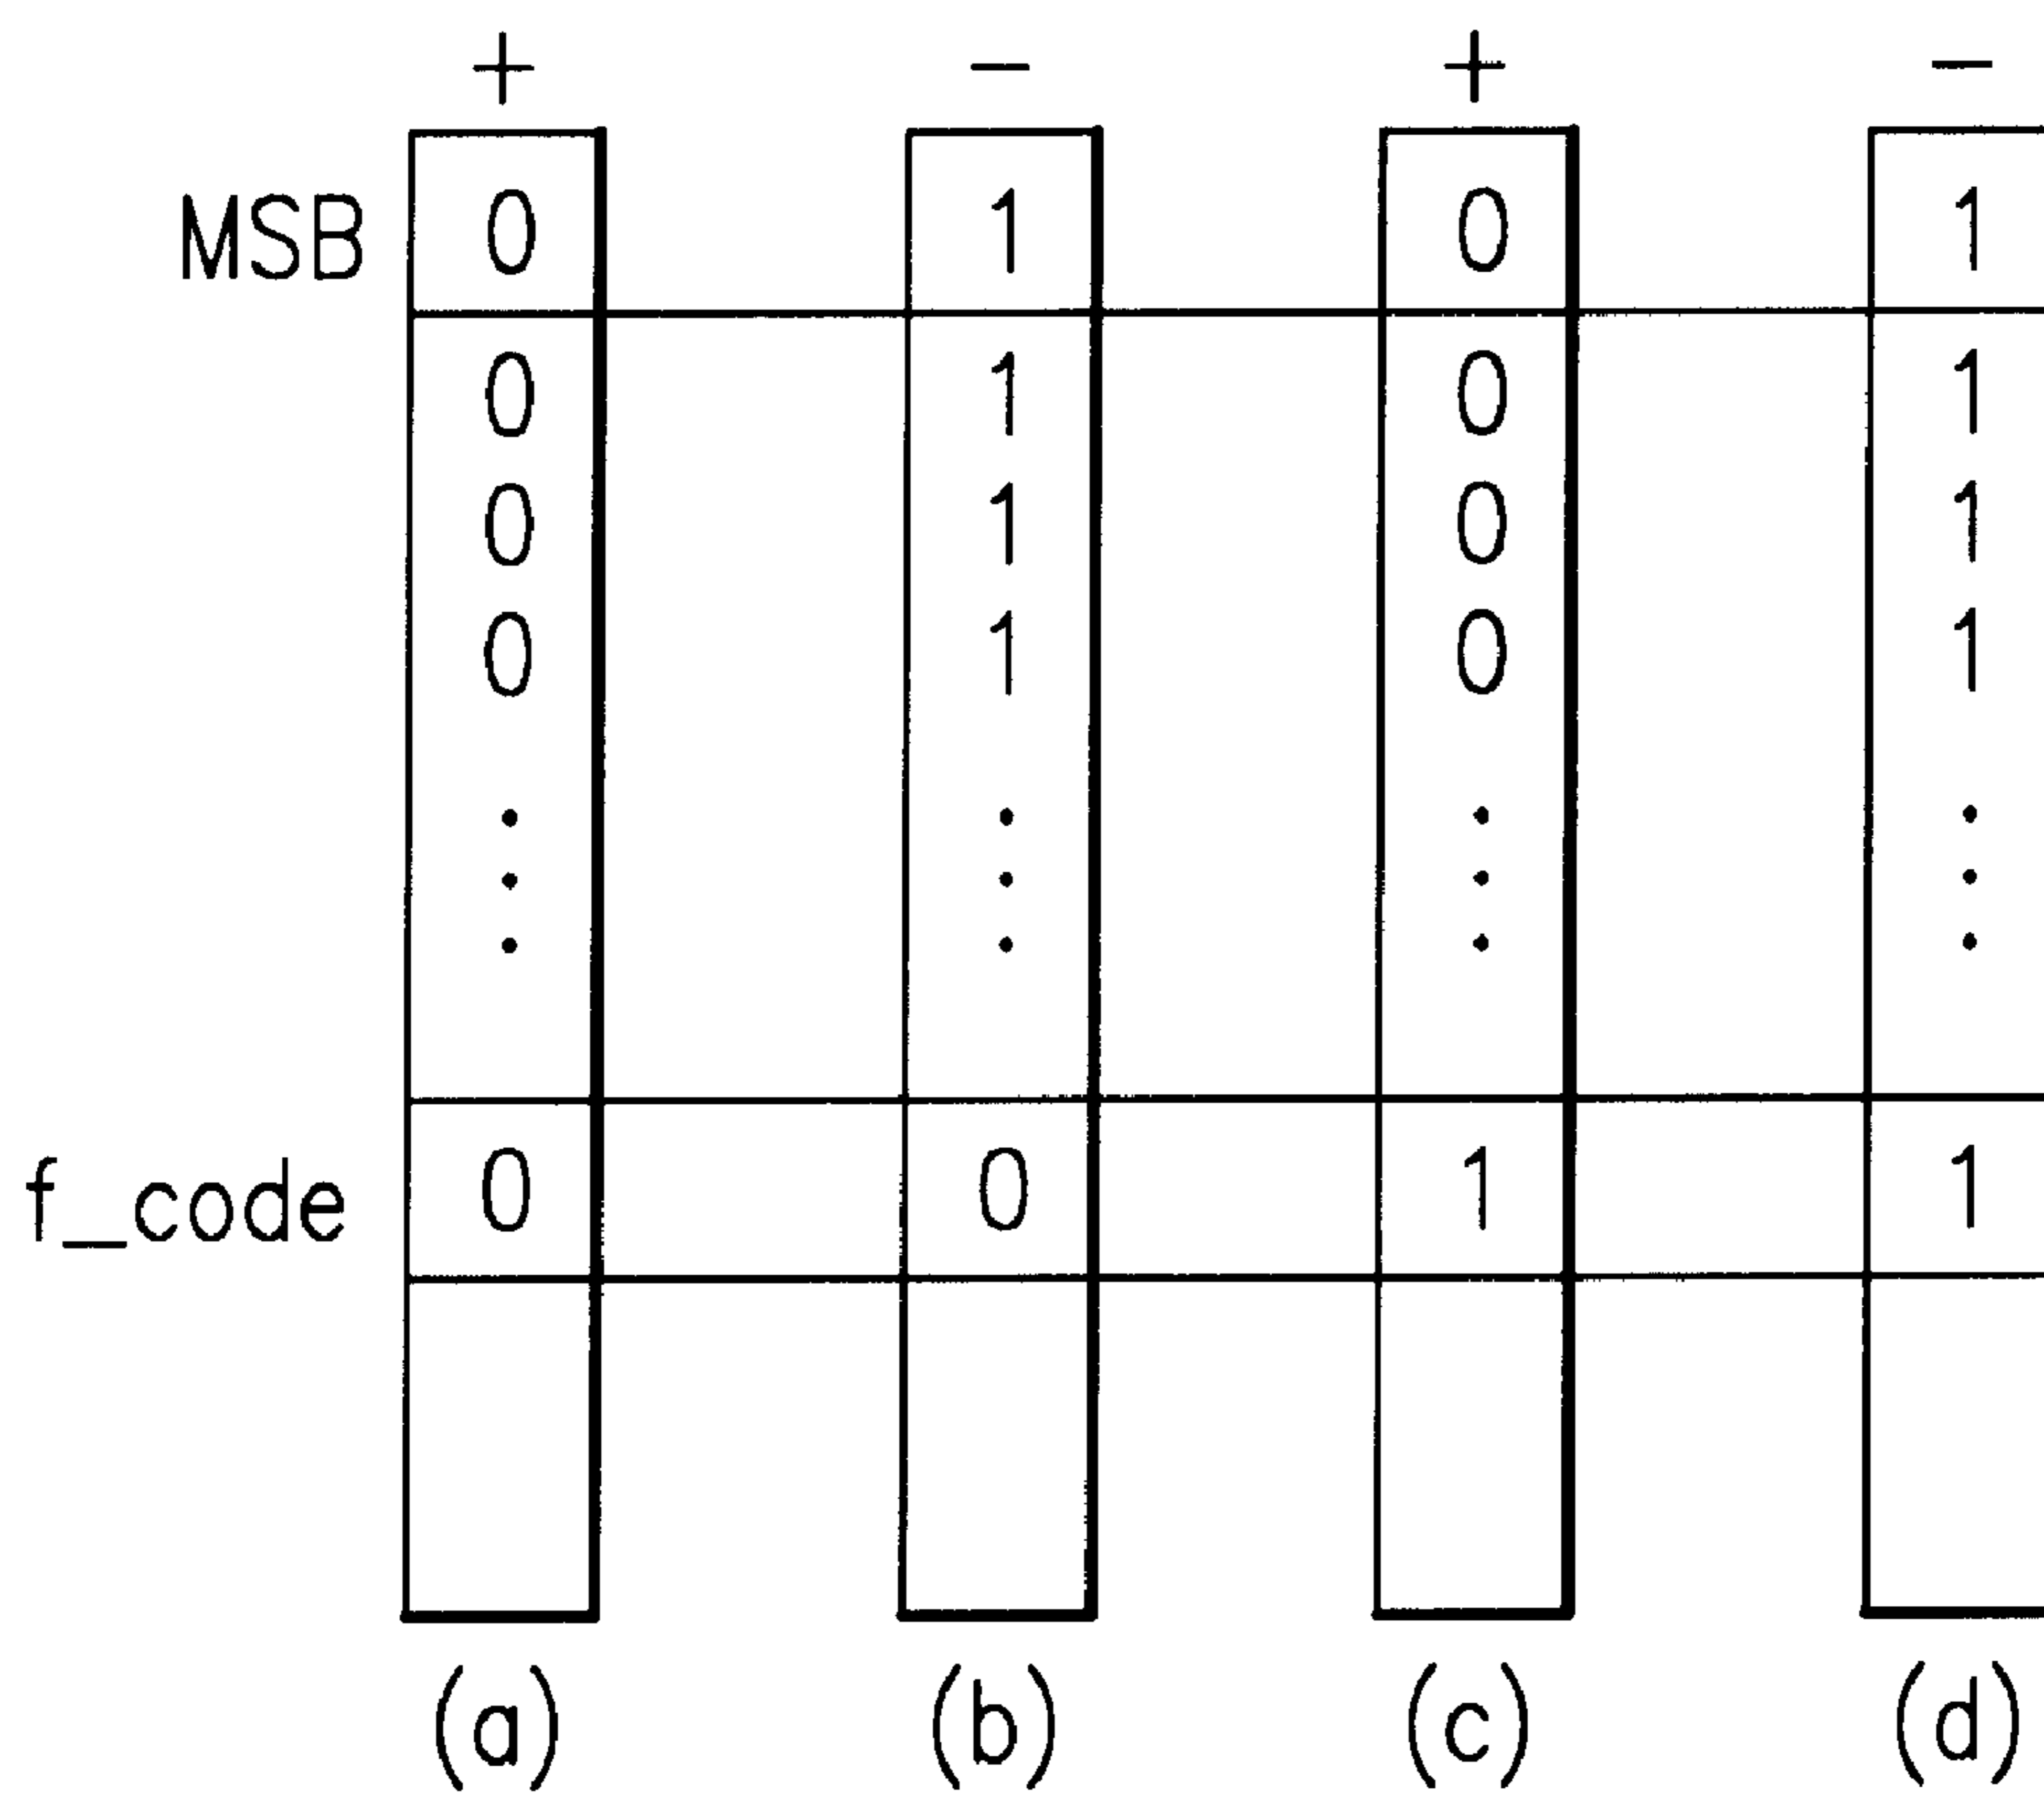 + − + −
MSB 0 1 0 1
0 1 0 1
0 1 0 1
0 1 0 1
. . . .
. . . .
. . . .
f_code 0 0 1 1
(a) (b) (c) (d)